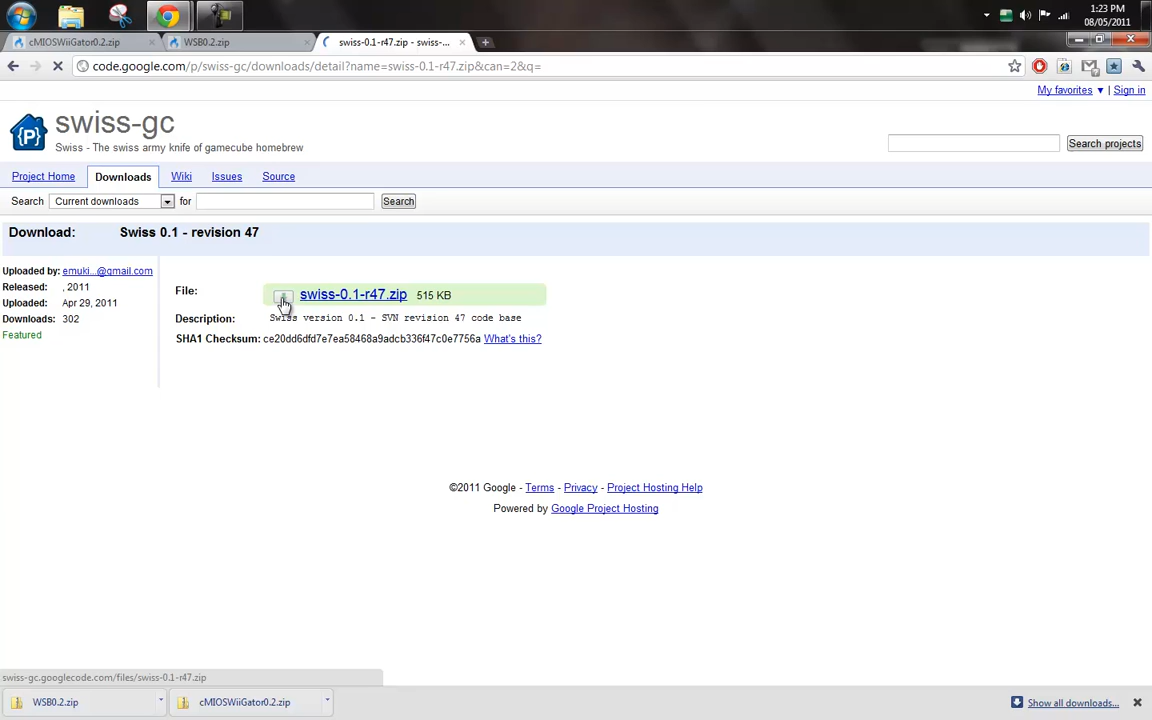 1:23 PM
08/05/2011
cMIOSWiiGator0.2.zip
WSB0.2.zip
swiss-0.1-r47.zip - swiss-...
code.google.com/p/swiss-gc/downloads/detail?name=swiss-0.1-r47.zip&can=2&q=
My favorites ▼ | Sign in
swiss-gc
Swiss - The swiss army knife of gamecube homebrew
Search projects
Project Home Downloads Wiki Issues Source
Search Current downloads for Search
Download: Swiss 0.1 - revision 47
Uploaded by: emuki...@gmail.com
Released: , 2011
Uploaded: Apr 29, 2011
Downloads: 302
Featured
File: swiss-0.1-r47.zip 515 KB
Description: Swiss version 0.1 - SVN revision 47 code base
SHA1 Checksum: ce20dd6dfd7e7ea58468a9adcb336f47c0e7756a What's this?
©2011 Google - Terms - Privacy - Project Hosting Help
Powered by Google Project Hosting
swiss-gc.googlecode.com/files/swiss-0.1-r47.zip
WSB0.2.zip
cMIOSWiiGator0.2.zip
Show all downloads...